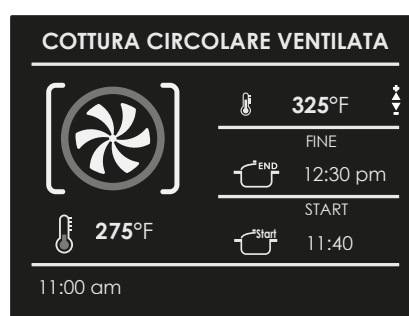 COTTURA CIRCOLARE VENTILATA
325°F
FINE
END
12:30 pm
START
275°F
Start
11:40
11:00 am